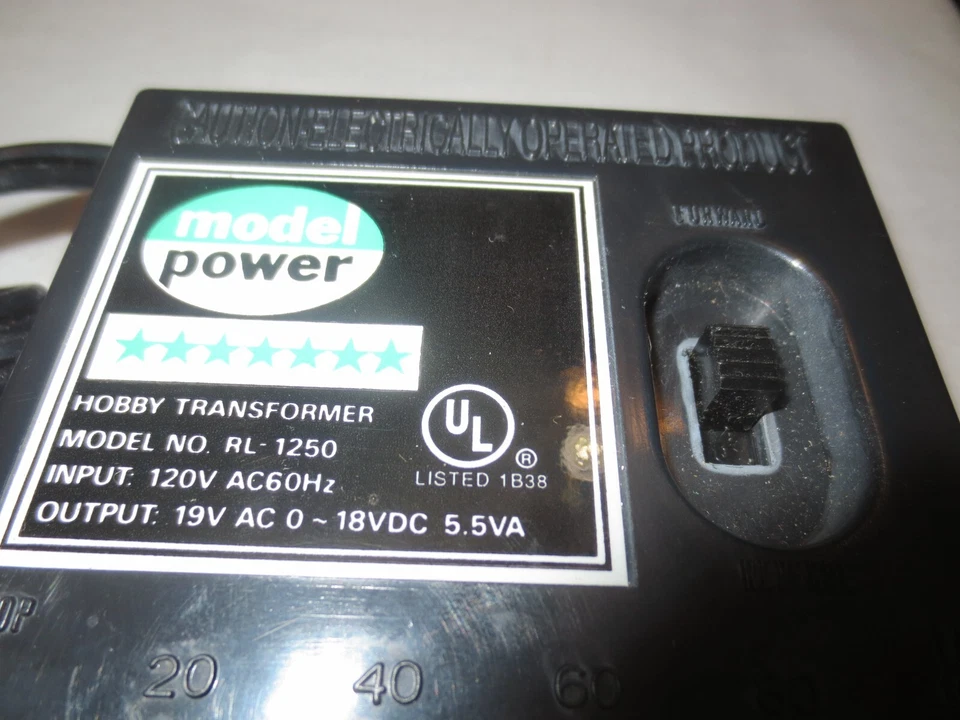 CAUTION-ELECTRICALLY OPERATED PRODUCT
FORWARD
model
power
HOBBY TRANSFORMER
MODEL NO. RL-1250
INPUT: 120V AC60Hz
OUTPUT: 19V AC 0 ~ 18VDC 5.5VA
UL
®
LISTED 1B38
20 40 60